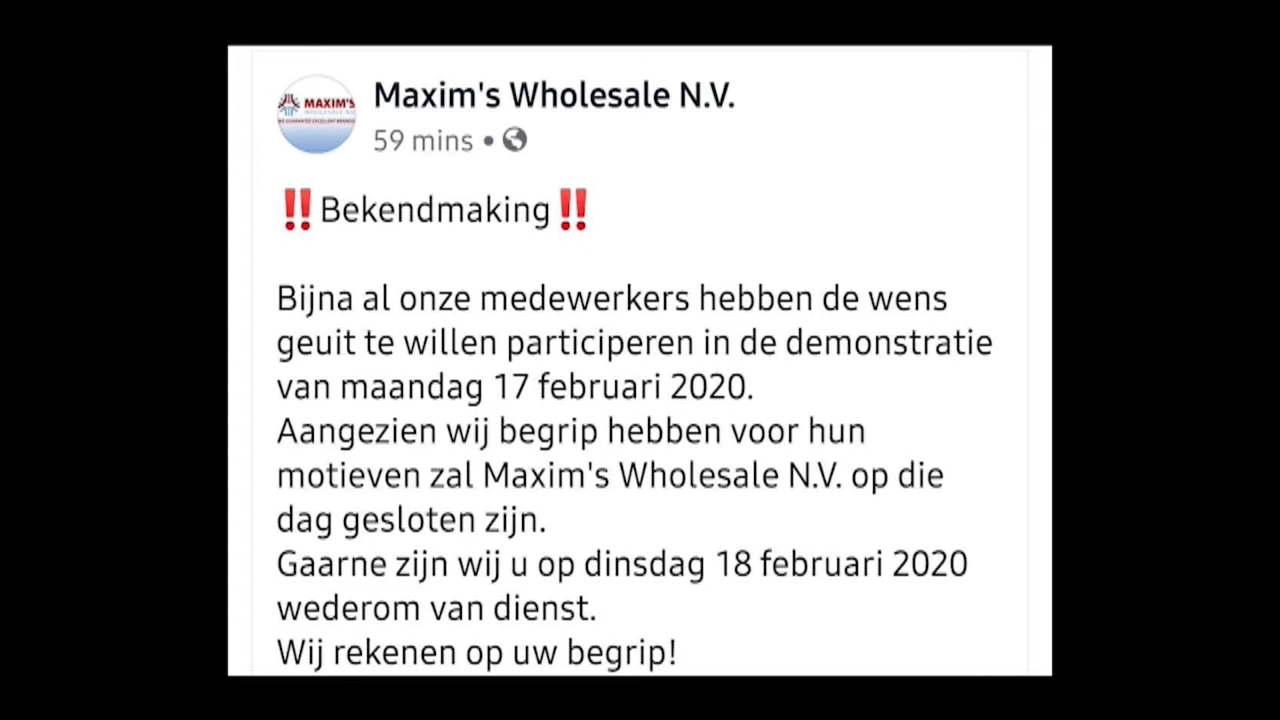 MAXIM'S
Maxim's Wholesale N.V.
59 mins •
‼Bekendmaking‼
Bijna al onze medewerkers hebben de wens
geuit te willen participeren in de demonstratie
van maandag 17 februari 2020.
Aangezien wij begrip hebben voor hun
motieven zal Maxim's Wholesale N.V. op die
dag gesloten zijn.
Gaarne zijn wij u op dinsdag 18 februari 2020
wederom van dienst.
Wij rekenen op uw begrip!